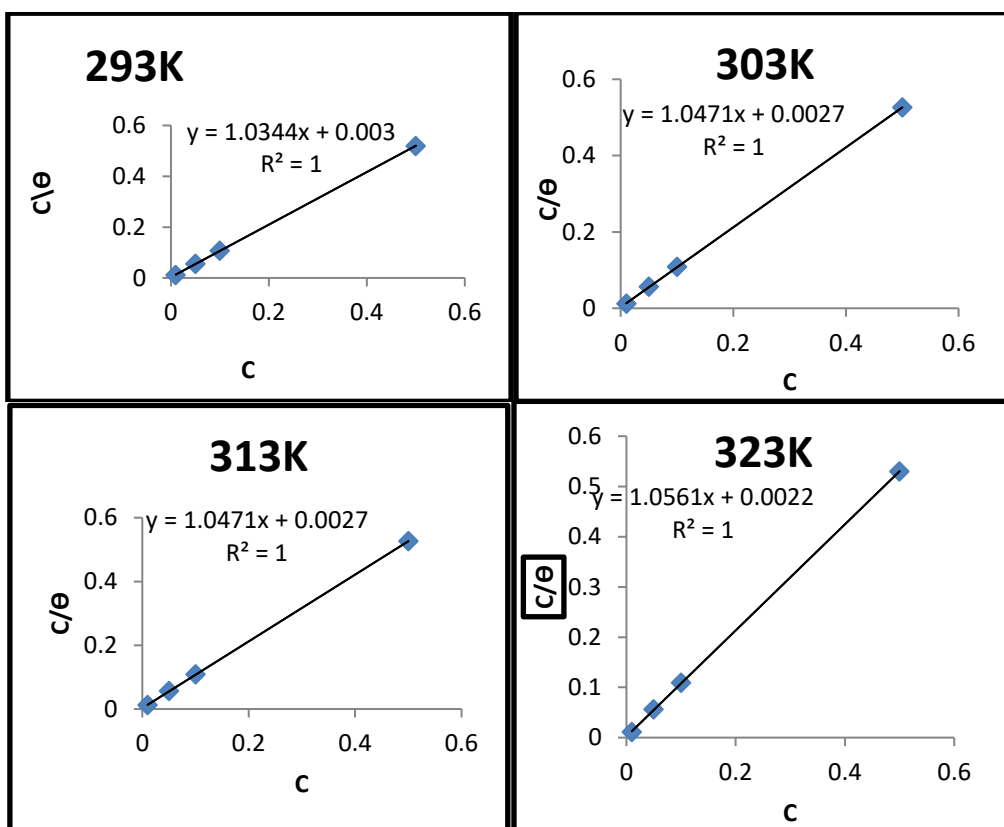 293K
y = 1.0344x + 0.003
R² = 1
0.6
0.4
0.2
0
0
0.2
0.4
0.6
C\Θ
C
303K
y = 1.0471x + 0.0027
R² = 1
0.6
0.4
0.2
0
0
0.2
0.4
0.6
C/Θ
C
313K
y = 1.0471x + 0.0027
R² = 1
0.6
0.4
0.2
0
0
0.2
0.4
0.6
C/Θ
C
323K
y = 1.0561x + 0.0022
R² = 1
0.6
0.5
0.4
0.3
0.2
0.1
0
0
0.2
0.4
0.6
C/Θ
C